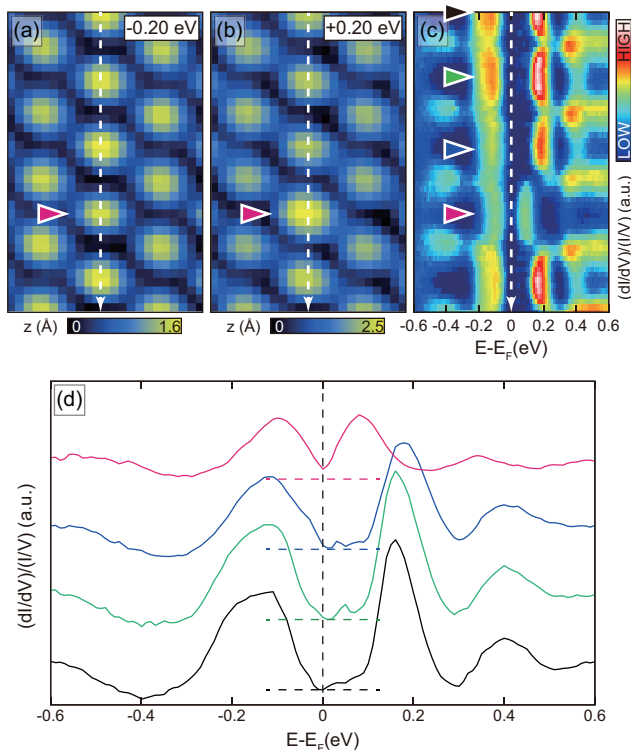 (a) -0.20 eV
(b) +0.20 eV
(c)
HIGH
LOW
(dI/dV)/(I/V) (a.u.)
z (Å) 0 1.6
z (Å) 0 2.5
-0.6 -0.4 -0.2 0 0.2 0.4 0.6
E-E_F(eV)
(d)
(dI/dV)/(I/V) (a.u.)
-0.6 -0.4 -0.2 0 0.2 0.4 0.6
E-E_F(eV)